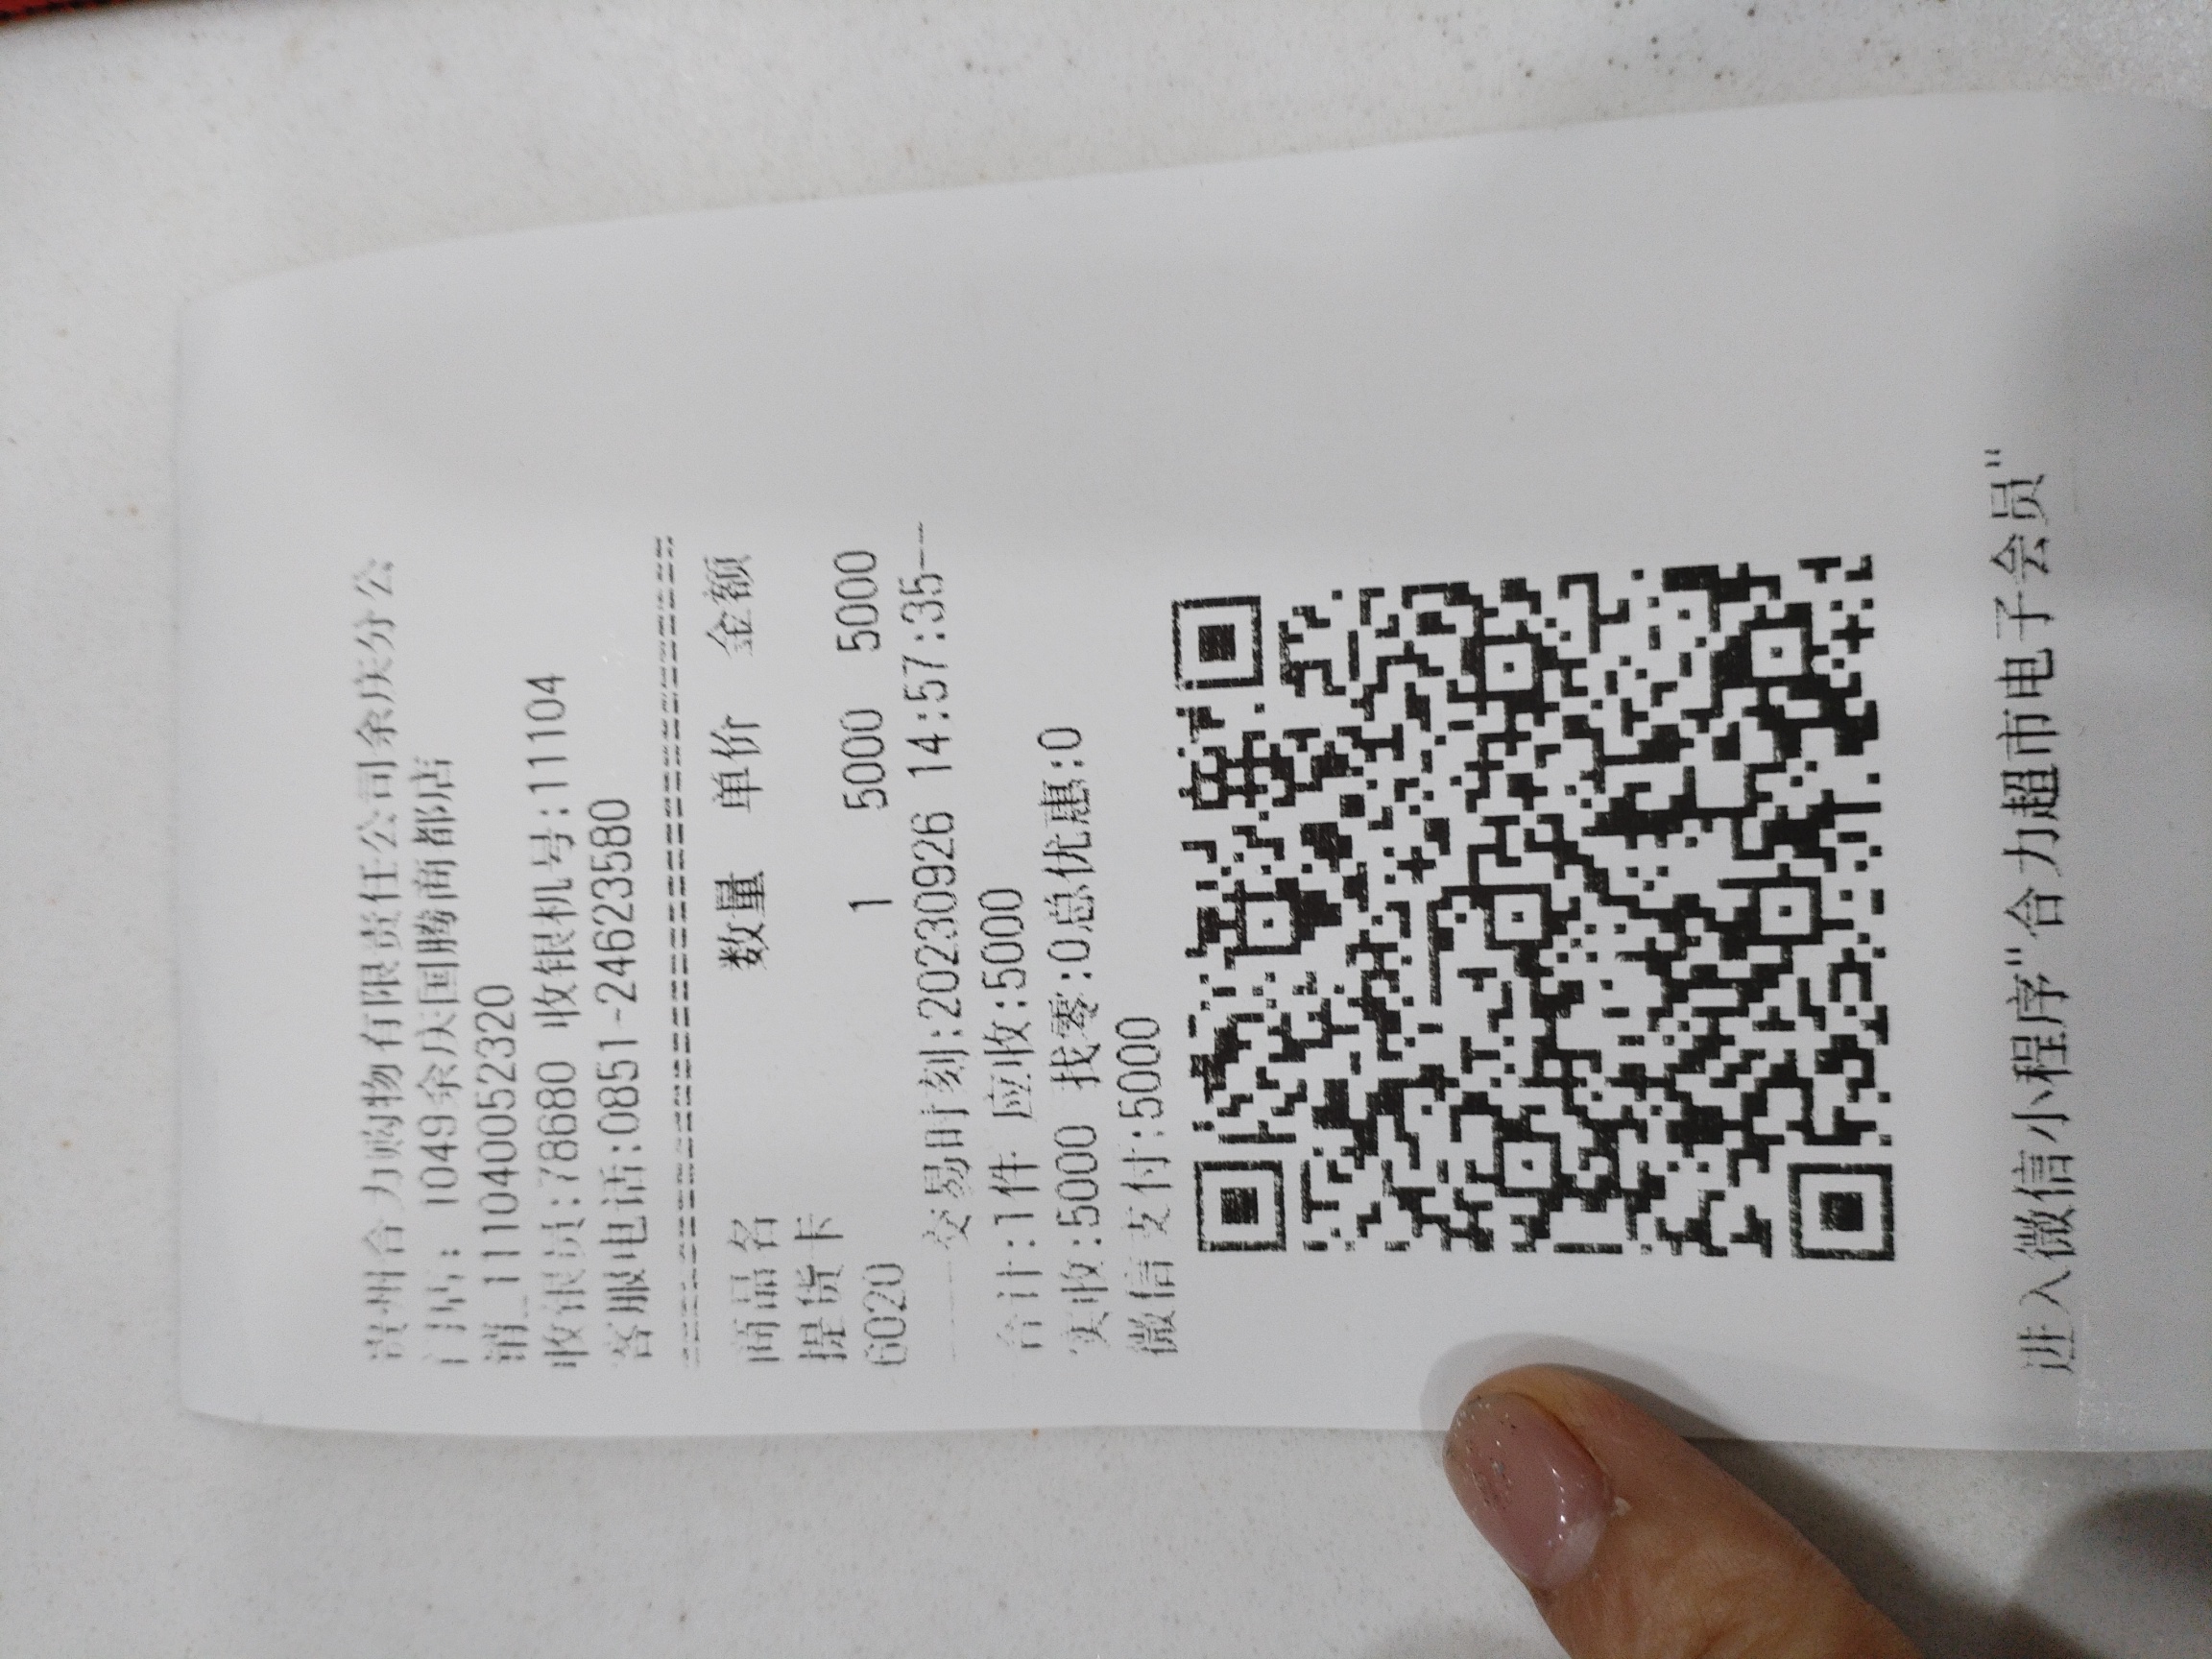 贵州合力购物有限责任公司余庆分公
门店: 1049余庆国腾商都店
销_111040052320
收银员:78680 收银机号:111104
客服电话:0851-24623580
商品名 数量 单价 金额
提货卡
6020 1 5000 5000
交易时刻:20230926 14:57:35
合计:1件 应收:5000
实收:5000 找零:0总优惠:0
微信支付:5000
进入微信小程序"合力超市电子会员"